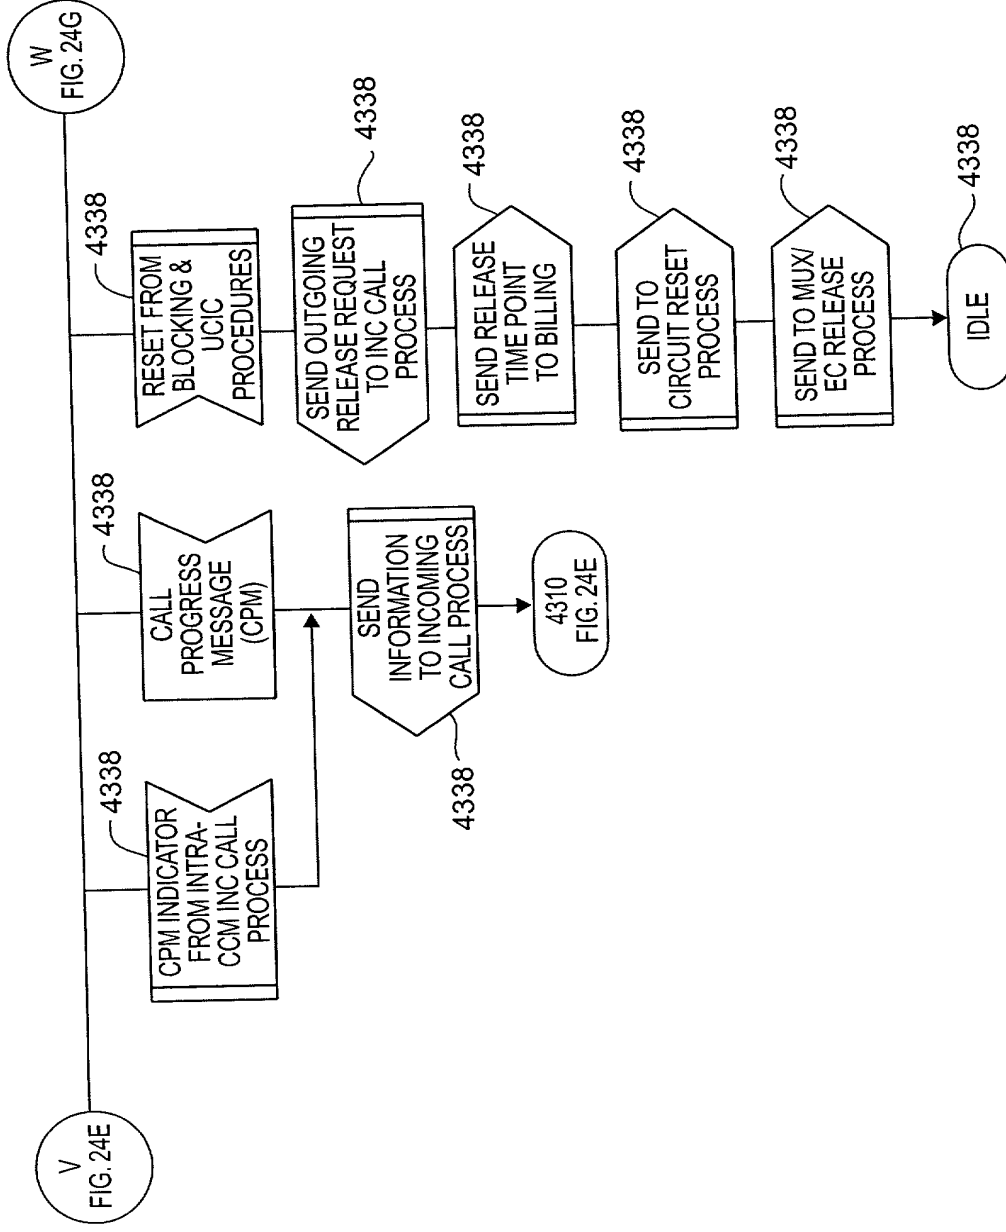 V
FIG. 24E
W
FIG. 24G
4338
CPM INDICATOR
FROM INTRA-
CCM INC CALL
PROCESS
4338
CALL
PROGRESS
MESSAGE
(CPM)
4338
SEND
INFORMATION
TO INCOMING
CALL PROCESS
4310
FIG. 24E
4338
RESET FROM
BLOCKING &
UCIC
PROCEDURES
4338
SEND OUTGOING
RELEASE REQUEST
TO INC CALL
PROCESS
4338
SEND RELEASE
TIME POINT
TO BILLING
4338
SEND TO
CIRCUIT RESET
PROCESS
4338
SEND TO MUX/
EC RELEASE
PROCESS
4338
IDLE